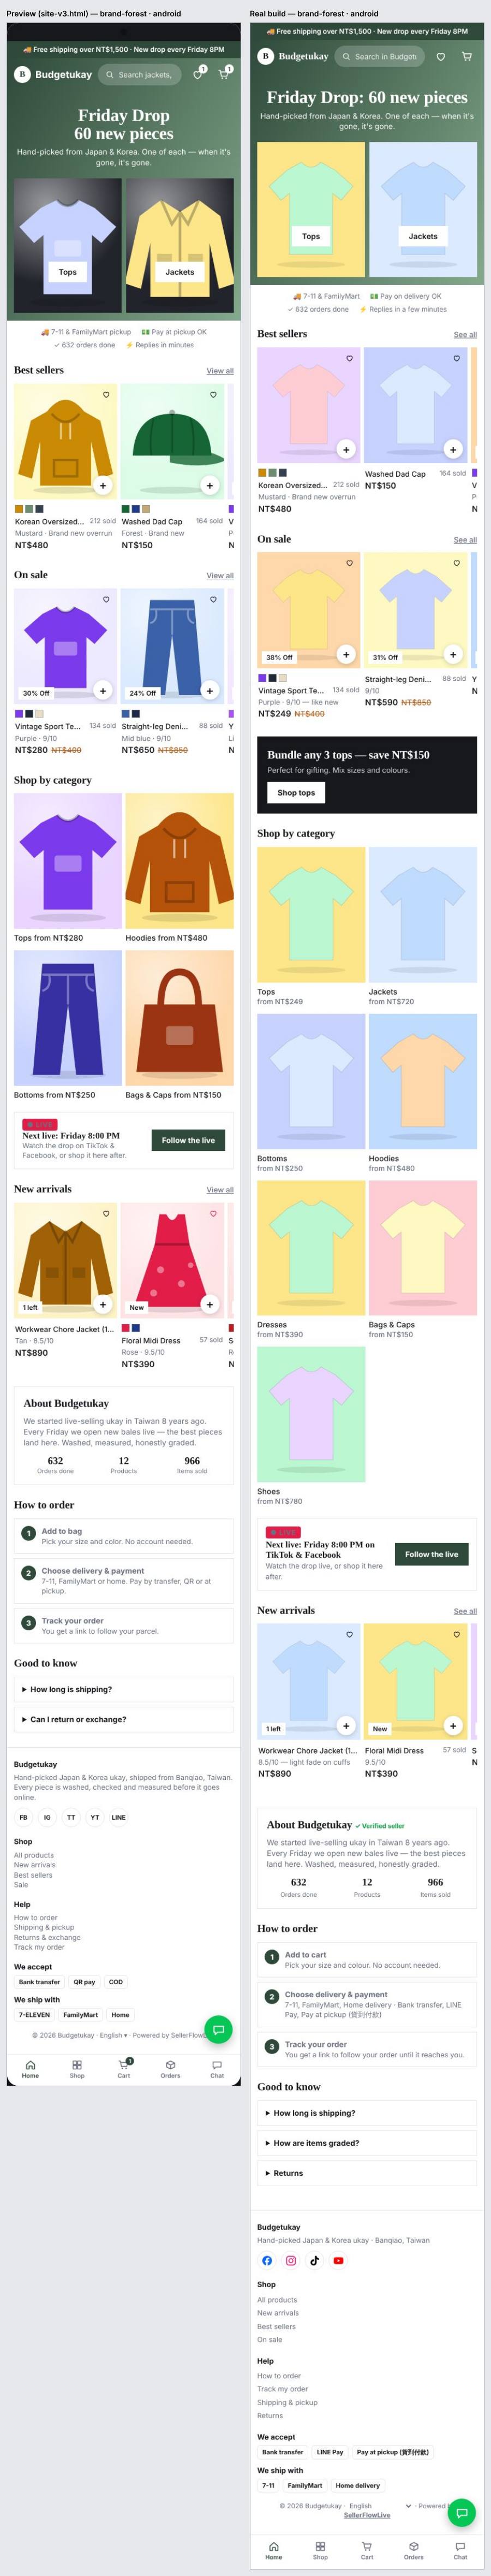 Preview (site-v3.html) — brand-forest · android
🚚 Free shipping over NT$1,500 · New drop every Friday 8PM
B Budgetukay Search jackets, 1 1
Friday Drop
60 new pieces
Hand-picked from Japan & Korea. One of each — when it's
gone, it's gone.
Tops Jackets
🚚 7-11 & FamilyMart pickup 💵 Pay at pickup OK
✓ 632 orders done ⚡ Replies in minutes
Best sellers View all
Korean Oversized... 212 sold
Mustard · Brand new overrun
NT$480
Washed Dad Cap 164 sold
Forest · Brand new
NT$150
On sale View all
30% Off 24% Off
Vintage Sport Te... 134 sold
Purple · 9/10
NT$280 NT$400
Straight-leg Deni... 88 sold
Mid blue · 9/10
NT$650 NT$850
Shop by category
Tops from NT$280 Hoodies from NT$480
Bottoms from NT$250 Bags & Caps from NT$150
LIVE
Next live: Friday 8:00 PM
Watch the drop on TikTok &
Facebook, or shop it here after.
Follow the live
New arrivals View all
1 left New
Workwear Chore Jacket (1...
Tan · 8.5/10
NT$890
Floral Midi Dress 57 sold
Rose · 9.5/10
NT$390
About Budgetukay
We started live-selling ukay in Taiwan 8 years ago.
Every Friday we open new bales live — the best pieces
land here. Washed, measured, honestly graded.
632 12 966
Orders done Products Items sold
How to order
1 Add to bag
Pick your size and color. No account needed.
2 Choose delivery & payment
7-11, FamilyMart or home. Pay by transfer, QR or at
pickup.
3 Track your order
You get a link to follow your parcel.
Good to know
▶ How long is shipping?
▶ Can I return or exchange?
Budgetukay
Hand-picked Japan & Korea ukay, shipped from Banqiao, Taiwan.
Every piece is washed, checked and measured before it goes
online.
FB IG TT YT LINE
Shop
All products
New arrivals
Best sellers
Sale
Help
How to order
Shipping & pickup
Returns & exchange
Track my order
We accept
Bank transfer QR pay COD
We ship with
7-ELEVEN FamilyMart Home
© 2026 Budgetukay · English ▾ · Powered by
Home Shop Cart 1 Orders Chat
Real build — brand-forest · android
🚚 Free shipping over NT$1,500 · New drop every Friday 8PM
B Budgetukay Search in Budgetu
Friday Drop: 60 new pieces
Hand-picked from Japan & Korea. One of each — when it's
gone, it's gone.
Tops Jackets
🚚 7-11 & FamilyMart 💵 Pay on delivery OK
✓ 632 orders done ⚡ Replies in a few minutes
Best sellers See all
Korean Oversized... 212 sold
Mustard · Brand new overrun
NT$480
Washed Dad Cap 164 sold
NT$150
On sale See all
38% Off 31% Off
Vintage Sport Te... 134 sold
Purple · 9/10 — like new
NT$249 NT$400
Straight-leg Deni... 88 sold
9/10
NT$590 NT$850
Bundle any 3 tops — save NT$150
Perfect for gifting. Mix sizes and colours.
Shop tops
Shop by category
Tops
from NT$249
Jackets
from NT$720
Bottoms
from NT$250
Hoodies
from NT$480
Dresses
from NT$390
Bags & Caps
from NT$150
Shoes
from NT$780
LIVE
Next live: Friday 8:00 PM on
TikTok & Facebook
Watch the drop live, or shop it here
after.
Follow the live
New arrivals See all
1 left New
Workwear Chore Jacket (1...
8.5/10 — light fade on cuffs
NT$890
Floral Midi Dress 57 sold
9.5/10
NT$390
About Budgetukay ✓ Verified seller
We started live-selling ukay in Taiwan 8 years ago.
Every Friday we open new bales live — the best pieces
land here. Washed, measured, honestly graded.
632 12 966
Orders done Products Items sold
How to order
1 Add to cart
Pick your size and colour. No account needed.
2 Choose delivery & payment
7-11, FamilyMart, Home delivery · Bank transfer, LINE
Pay, Pay at pickup (貨到付款)
3 Track your order
You get a link to follow your order until it reaches you.
Good to know
▶ How long is shipping?
▶ How are items graded?
▶ Returns
Budgetukay
Hand-picked Japan & Korea ukay · Banqiao, Taiwan
Shop
All products
New arrivals
Best sellers
On sale
Help
How to order
Track my order
Shipping & pickup
Returns
We accept
Bank transfer LINE Pay Pay at pickup (貨到付款)
We ship with
7-11 FamilyMart Home delivery
© 2026 Budgetukay · English · Powered
SellerFlowLive
Home Shop Cart Orders Chat